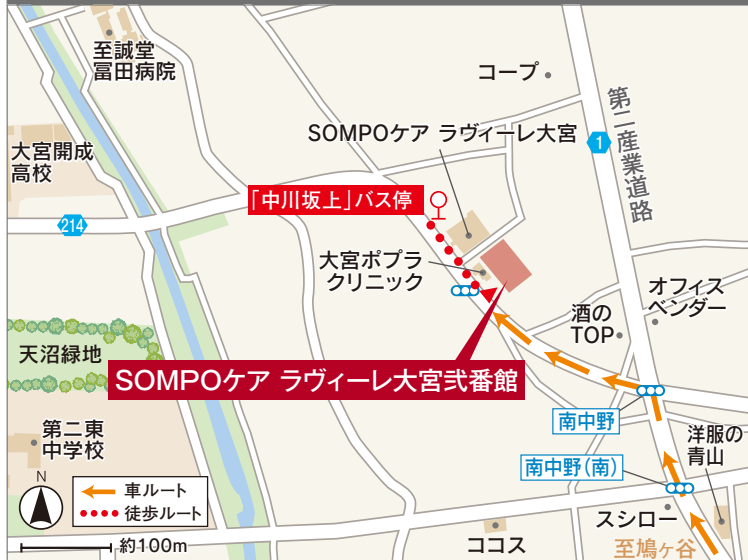 至誠堂
冨田病院
コープ
第二産業道路
SOMPOケア ラヴィーレ大宮
1
大宮開成
高校
「中川坂上」バス停
214
大宮ポプラ
クリニック
オフィス
ベンダー
酒の
TOP
天沼緑地
SOMPOケア ラヴィーレ大宮弐番館
南中野
第二東
中学校
洋服の
青山
南中野(南)
N
車ルート
徒歩ルート
スシロー
約100m
ココス
至鳩ヶ谷